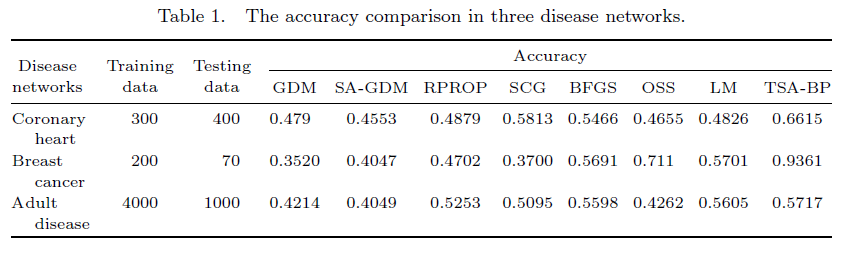 Table 1. The accuracy comparison in three disease networks.
Accuracy
Disease Training Testing
networks data data GDM SA-GDM RPROP SCG BFGS OSS LM TSA-BP
Coronary 300 400 0.479 0.4553 0.4879 0.5813 0.5466 0.4655 0.4826 0.6615
heart
Breast 200 70 0.3520 0.4047 0.4702 0.3700 0.5691 0.711 0.5701 0.9361
cancer
Adult 4000 1000 0.4214 0.4049 0.5253 0.5095 0.5598 0.4262 0.5605 0.5717
disease